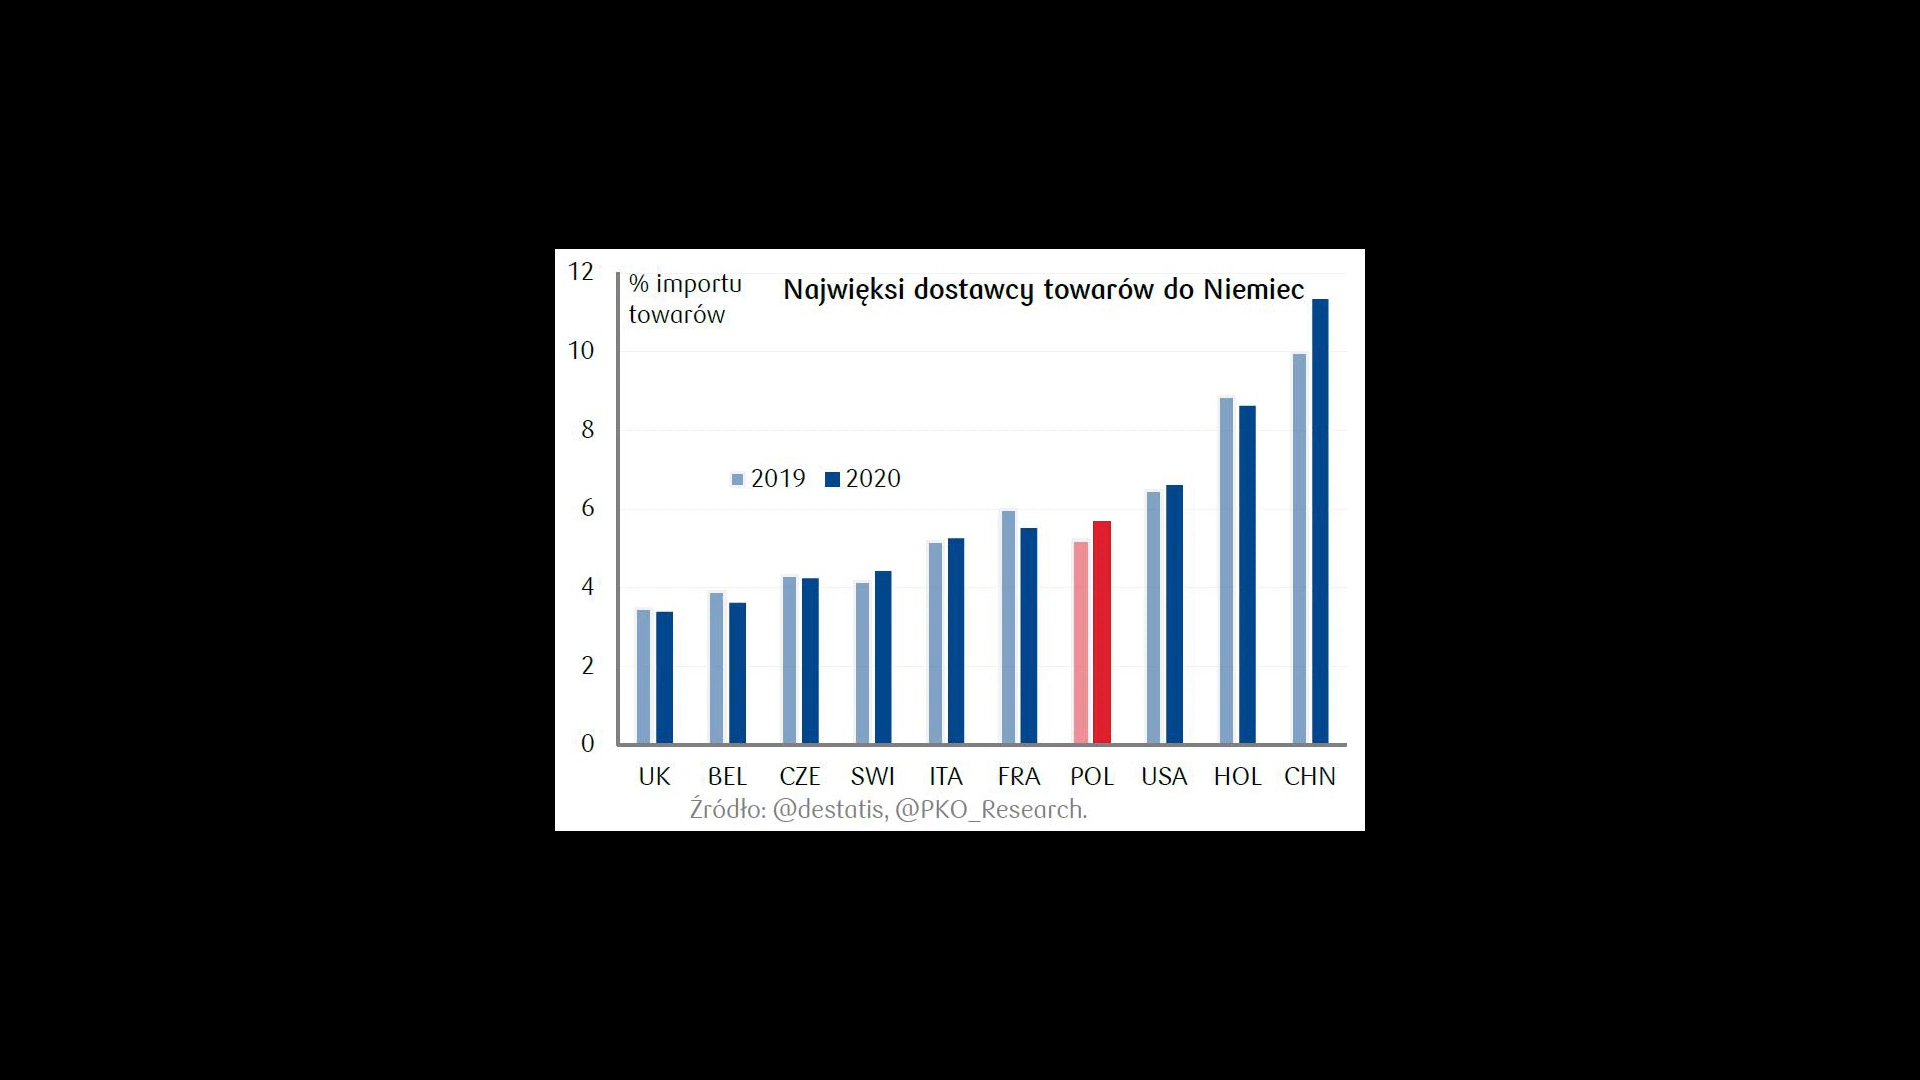 % importu
towarów
Najwięksi dostawcy towarów do Niemiec
12
10
8
6
4
2
0
2019 2020
UK BEL CZE SWI ITA FRA POL USA HOL CHN
Źródło: @destatis, @PKO_Research.